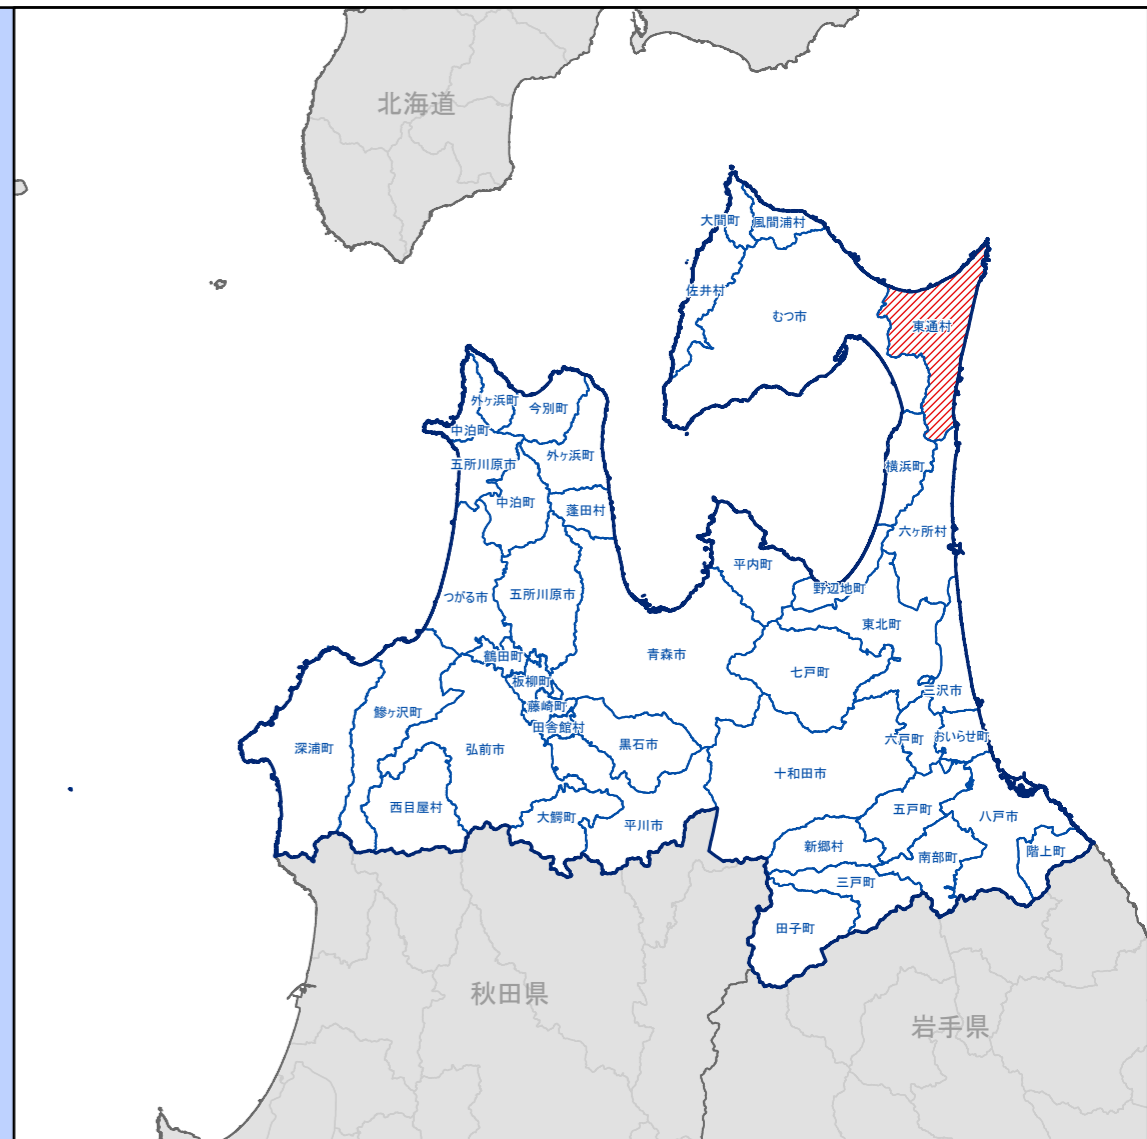 北海道
大間町
風間浦村
佐井村
むつ市
東通村
外ヶ浜町
今別町
中泊町
外ヶ浜町
五所川原市
横浜町
中泊町
蓬田村
六ヶ所村
平内町
野辺地町
つがる市
五所川原市
東北町
青森市
鶴田町
七戸町
板柳町
三沢市
藤崎町
鰺ヶ沢町
田舎館村
おいらせ町
六戸町
黒石市
深浦町
弘前市
十和田市
西目屋村
五戸町
大鰐町
八戸市
平川市
新郷村
階上町
南部町
三戸町
田子町
秋田県
岩手県